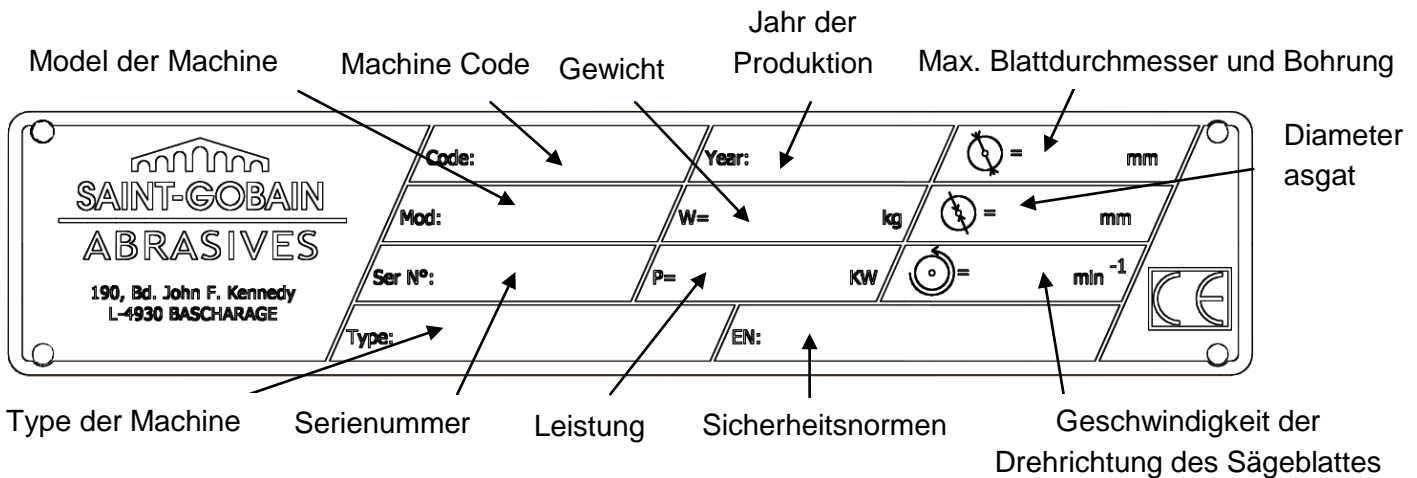 Jahr der
Produktion
Model der Machine
Machine Code
Gewicht
Max. Blattdurchmesser und Bohrung
Diameter
asgat
SAINT-GOBAIN
ABRASIVES
190, Bd. John F. Kennedy
L-4930 BASCHARAGE
Code:
Year:
= mm
Mod:
W= kg
= mm
Ser N°:
P= KW
= min -1
Type:
EN:
CE
Type der Machine
Serienummer
Leistung
Sicherheitsnormen
Geschwindigkeit der
Drehrichtung des Sägeblattes